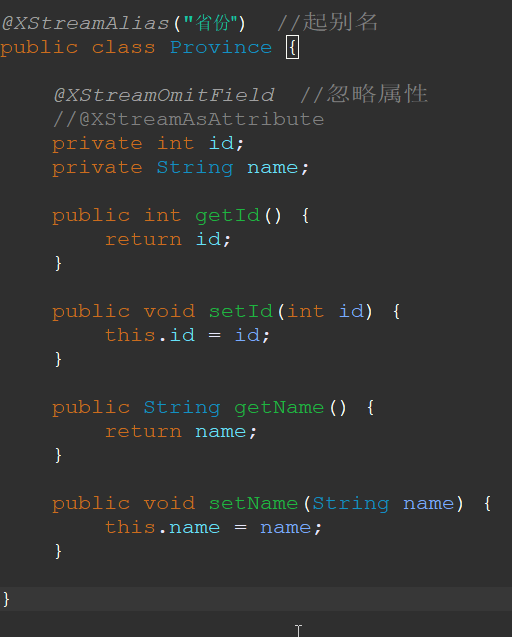 @XStreamAlias("省份")  //起别名
public class Province {
@XStreamOmitField  //忽略属性
//@XStreamAsAttribute
private int id;
private String name;
public int getId() {
return id;
}
public void setId(int id) {
this.id = id;
}
public String getName() {
return name;
}
public void setName(String name) {
this.name = name;
}
}